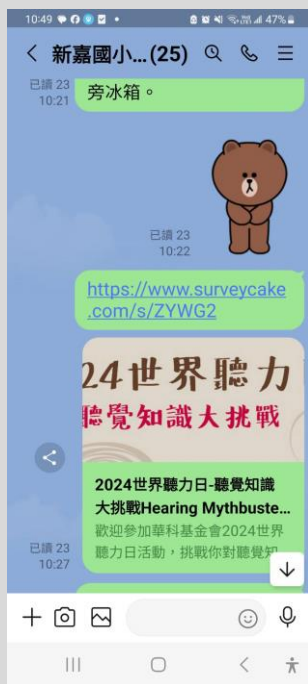 10:49
47%
新嘉國小...(25)
已讀 23
10:21
旁冰箱。
已讀 23
10:22
https://www.surveycake
.com/s/ZYWG2
24世界聽力
聽覺知識大挑戰
2024世界聽力日-聽覺知識
大挑戰Hearing Mythbuste...
歡迎參加華科基金會2024世界
聽力日活動，挑戰你對聽覺知
已讀 23
10:27